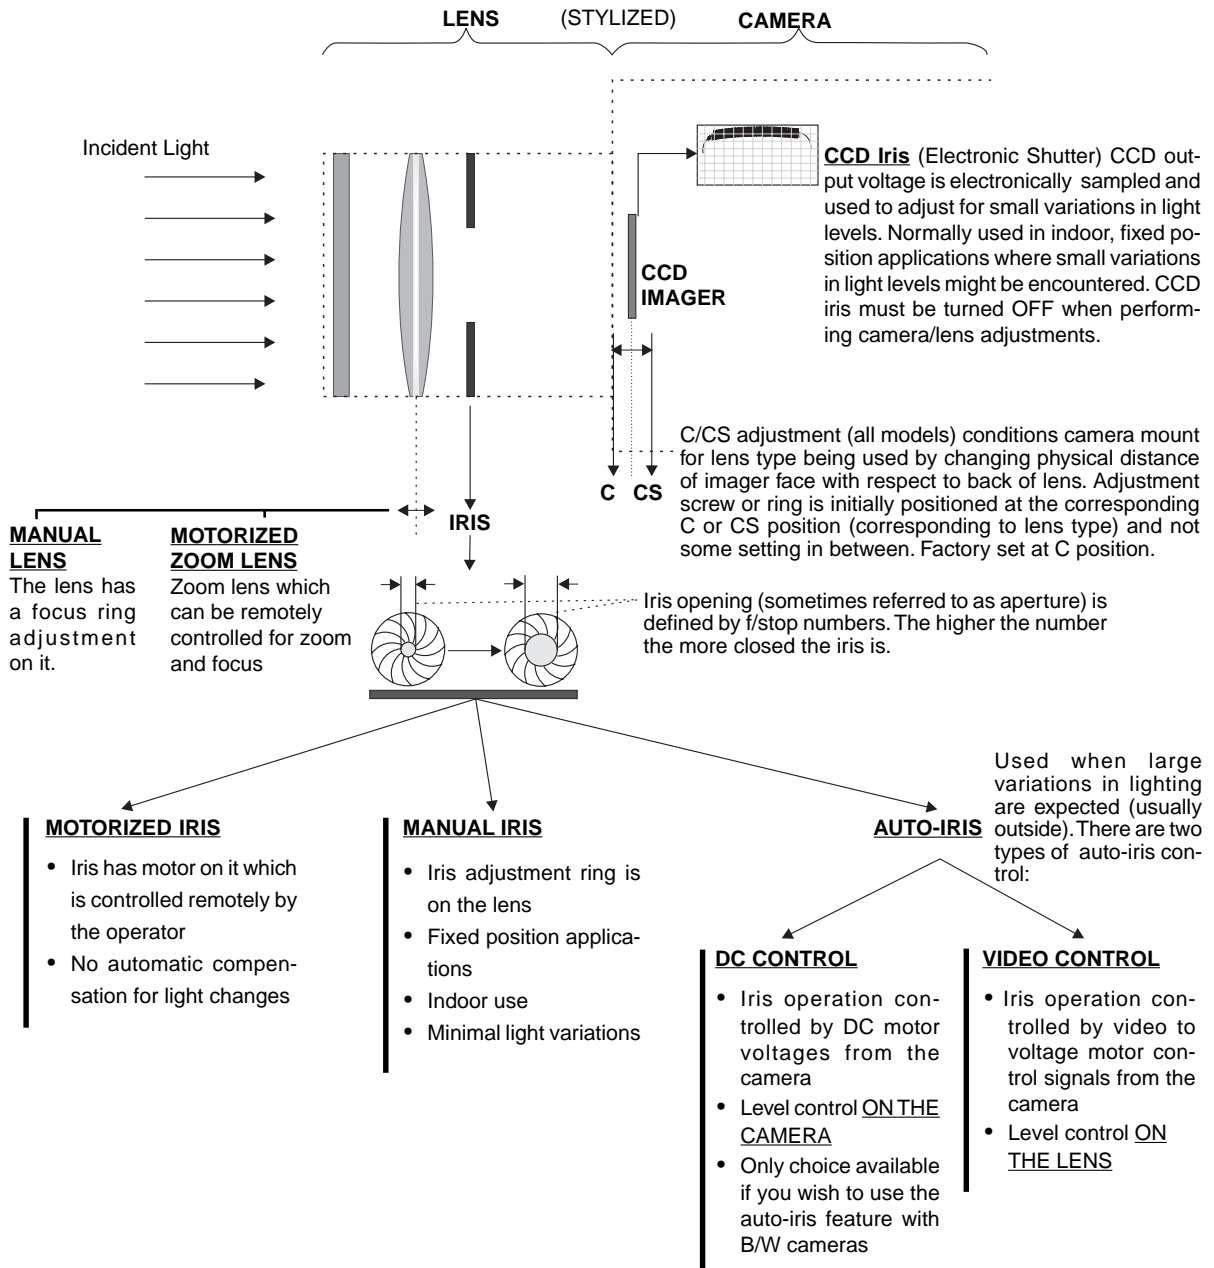 LENS (STYLIZED) CAMERA
Incident Light
CCD Iris (Electronic Shutter) CCD out-
put voltage is electronically sampled and
used to adjust for small variations in light
levels. Normally used in indoor, fixed po-
sition applications where small variations
in light levels might be encountered. CCD
iris must be turned OFF when perform-
ing camera/lens adjustments.
CCD
IMAGER
C/CS adjustment (all models) conditions camera mount
for lens type being used by changing physical distance
of imager face with respect to back of lens. Adjustment
screw or ring is initially positioned at the corresponding
C or CS position (corresponding to lens type) and not
some setting in between. Factory set at C position.
C CS
IRIS
MANUAL
LENS
The lens has
a focus ring
adjustment
on it.
MOTORIZED
ZOOM LENS
Zoom lens which
can be remotely
controlled for zoom
and focus
Iris opening (sometimes referred to as aperture) is
defined by f/stop numbers. The higher the number
the more closed the iris is.
MOTORIZED IRIS
• Iris has motor on it which
is controlled remotely by
the operator
• No automatic compen-
sation for light changes
MANUAL IRIS
• Iris adjustment ring is
on the lens
• Fixed position applica-
tions
• Indoor use
• Minimal light variations
AUTO-IRIS
Used when large
variations in lighting
are expected (usually
outside). There are two
types of auto-iris con-
trol:
DC CONTROL
• Iris operation con-
trolled by DC motor
voltages from the
camera
• Level control ON THE
CAMERA
• Only choice available
if you wish to use the
auto-iris feature with
B/W cameras
VIDEO CONTROL
• Iris operation con-
trolled by video to
voltage motor con-
trol signals from the
camera
• Level control ON
THE LENS